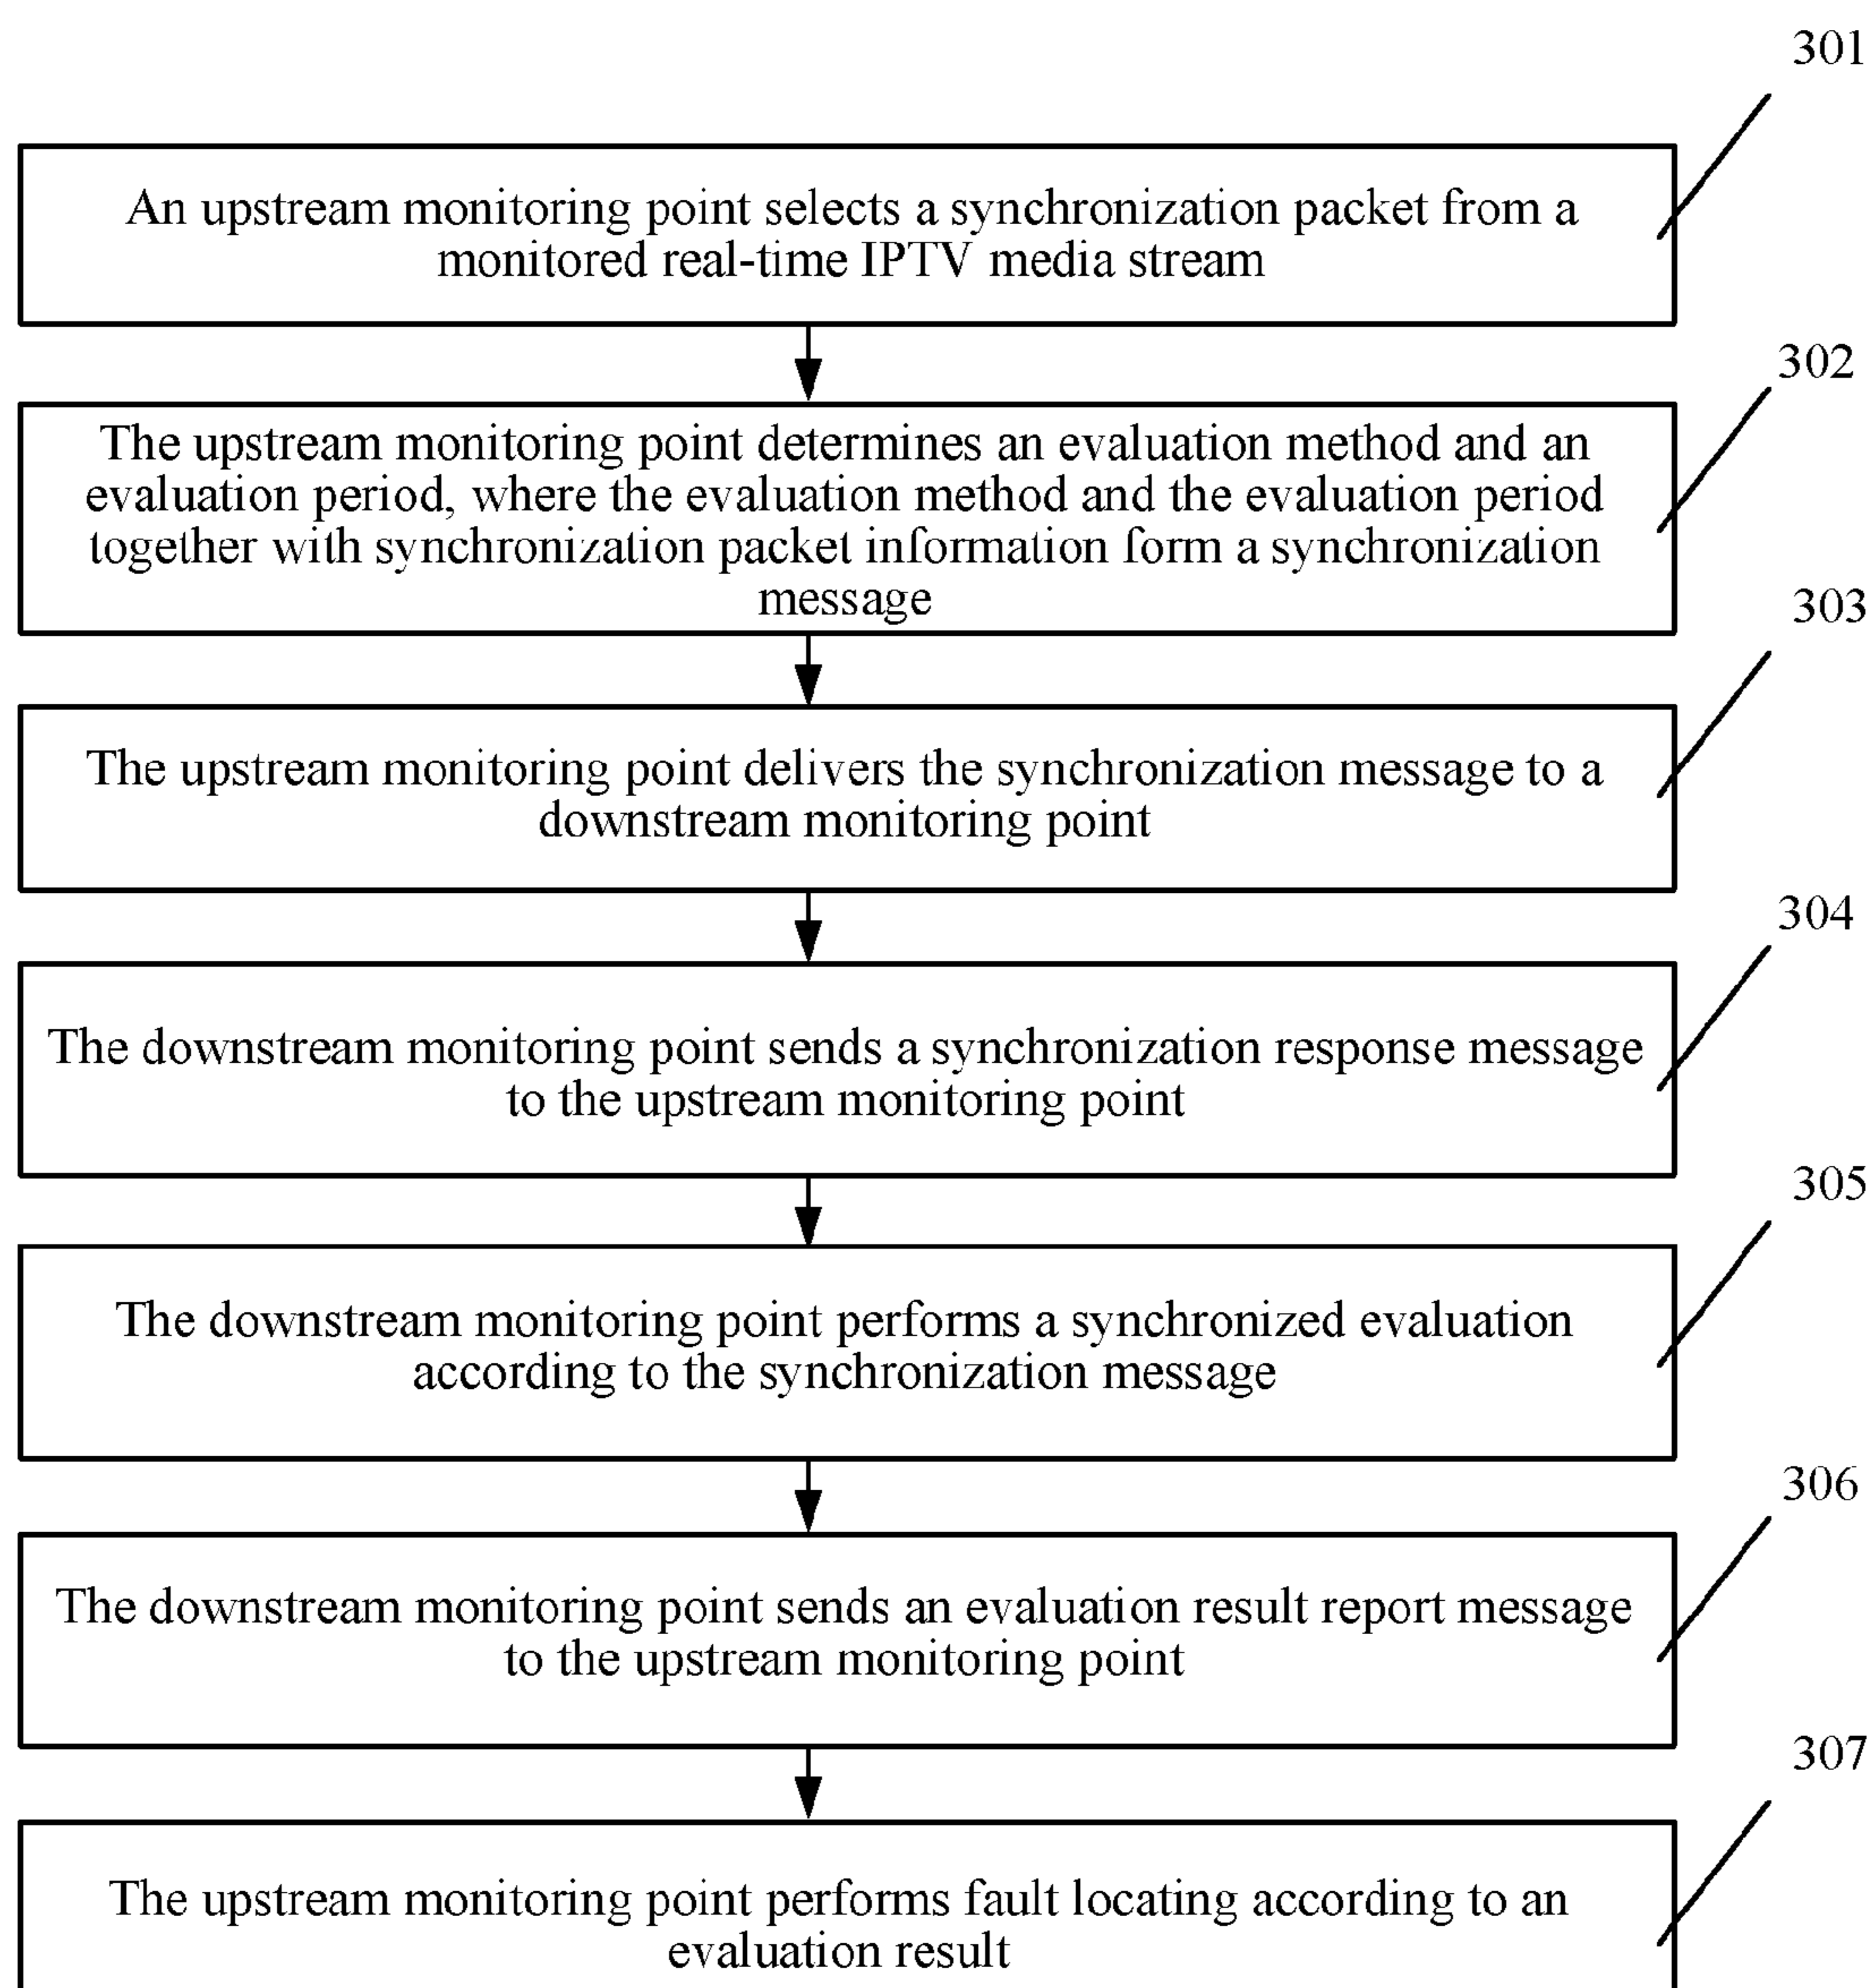 301
An upstream monitoring point selects a synchronization packet from a
monitored real-time IPTV media stream
302
The upstream monitoring point determines an evaluation method and an
evaluation period, where the evaluation method and the evaluation period
together with synchronization packet information form a synchronization
message
303
The upstream monitoring point delivers the synchronization message to a
downstream monitoring point
304
The downstream monitoring point sends a synchronization response message
to the upstream monitoring point
305
The downstream monitoring point performs a synchronized evaluation
according to the synchronization message
306
The downstream monitoring point sends an evaluation result report message
to the upstream monitoring point
307
The upstream monitoring point performs fault locating according to an
evaluation result